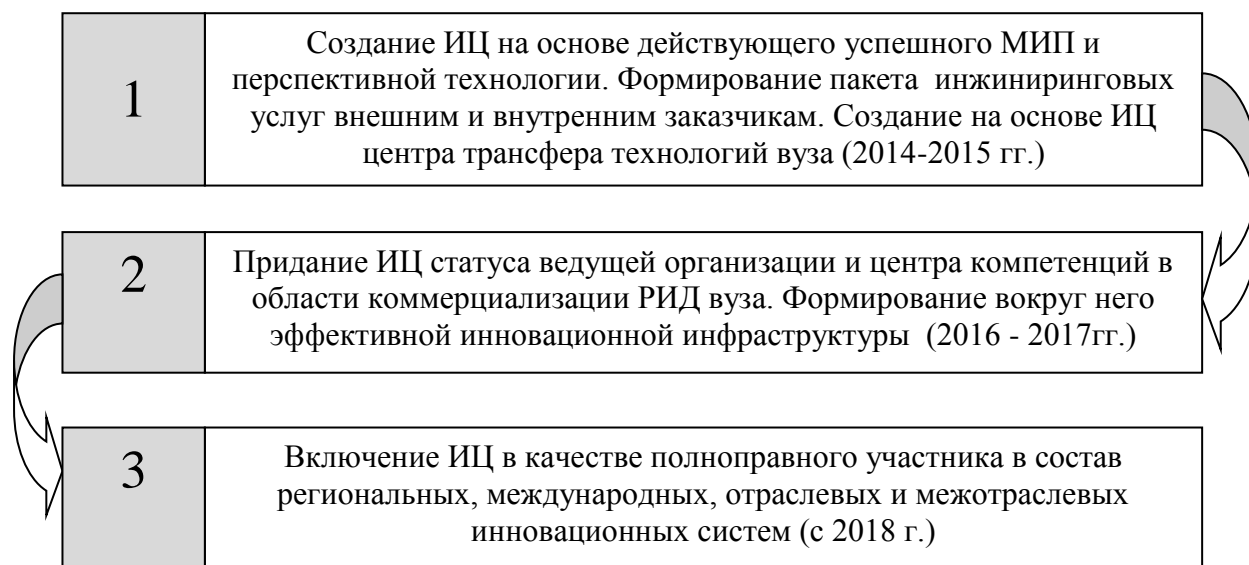 1
Создание ИЦ на основе действующего успешного МИП и
перспективной технологии. Формирование пакета инжиниринговых
услуг внешним и внутренним заказчикам. Создание на основе ИЦ
центра трансфера технологий вуза (2014-2015 гг.)
2
Придание ИЦ статуса ведущей организации и центра компетенций в
области коммерциализации РИД вуза. Формирование вокруг него
эффективной инновационной инфраструктуры (2016 - 2017гг.)
3
Включение ИЦ в качестве полноправного участника в состав
региональных, международных, отраслевых и межотраслевых
инновационных систем (с 2018 г.)